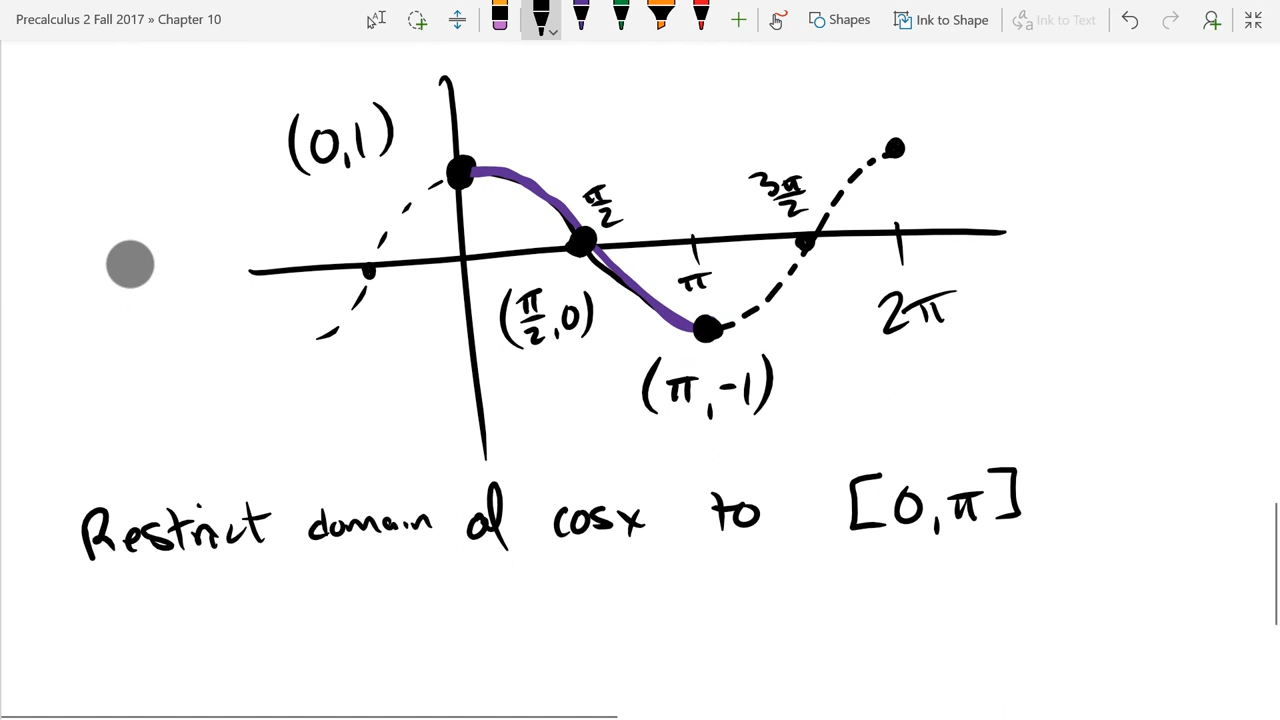 Precalculus 2 Fall 2017 » Chapter 10
Shapes
Ink to Shape
Ink to Text
(0,1)
π/2
3π/2
π
(π/2,0)
2π
(π,-1)
Restrict domain of cosx to [0,π]